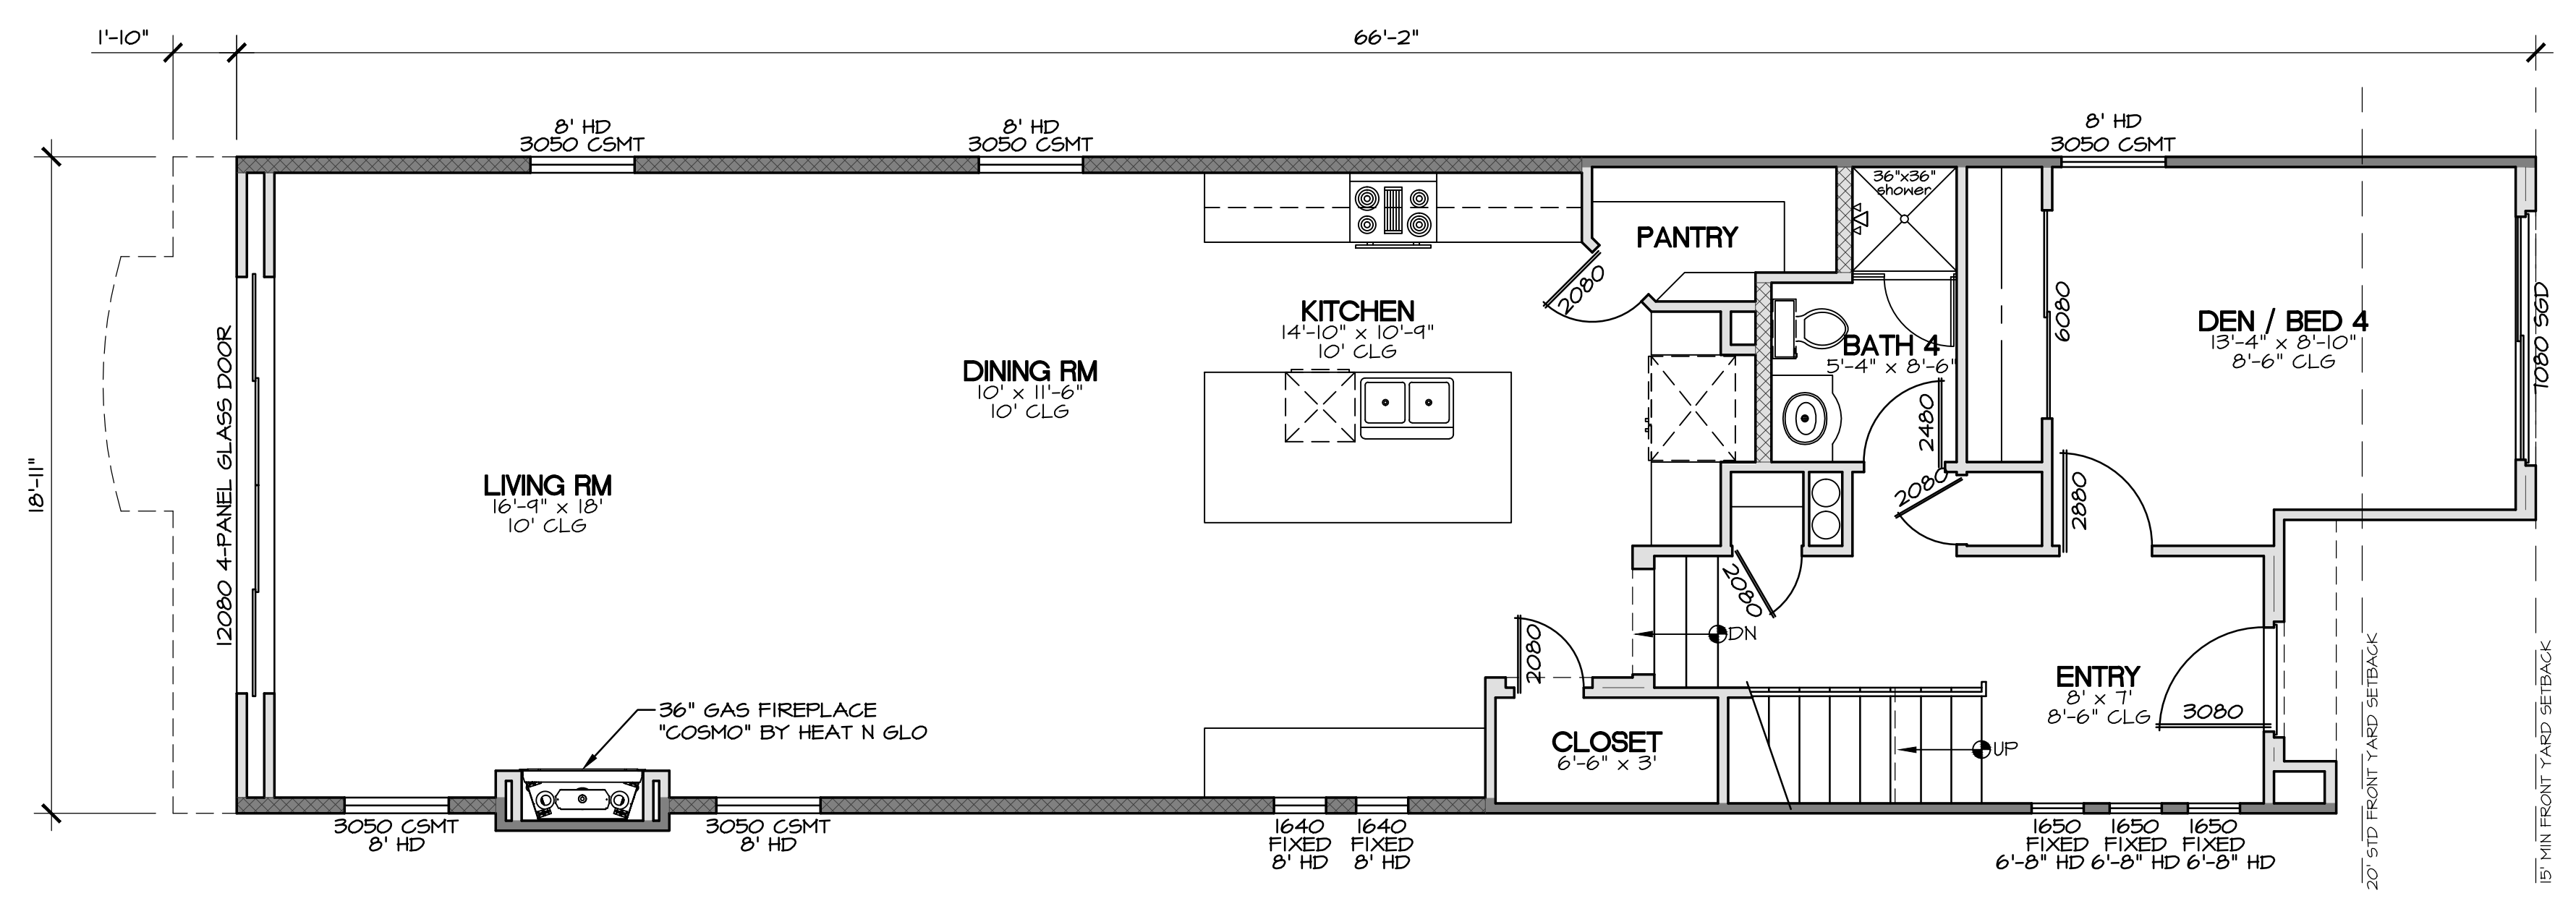 1'-10"
66'-2"
18'-11"
8' HD
3050 CSMT
8' HD
3050 CSMT
8' HD
3050 CSMT
36"x36"
shower
PANTRY
2080
KITCHEN
14'-10" x 10'-9"
10' CLG
DINING RM
10' x 11'-6"
10' CLG
BATH 4
5'-4" x 8'-6"
6080
DEN / BED 4
13'-4" x 8'-10"
8'-6" CLG
1080 SGD
12080 4-PANEL GLASS DOOR
LIVING RM
16'-9" x 18'
10' CLG
2480
2080
2880
2080
DN
2080
ENTRY
8' x 7'
8'-6" CLG
3080
36" GAS FIREPLACE
"COSMO" BY HEAT N GLO
CLOSET
6'-6" x 3'
UP
20' STD FRONT YARD SETBACK
15' MIN FRONT YARD SETBACK
3050 CSMT
8' HD
3050 CSMT
8' HD
1640
FIXED
8' HD
1640
FIXED
8' HD
1650
FIXED
6'-8" HD
1650
FIXED
6'-8" HD
1650
FIXED
6'-8" HD